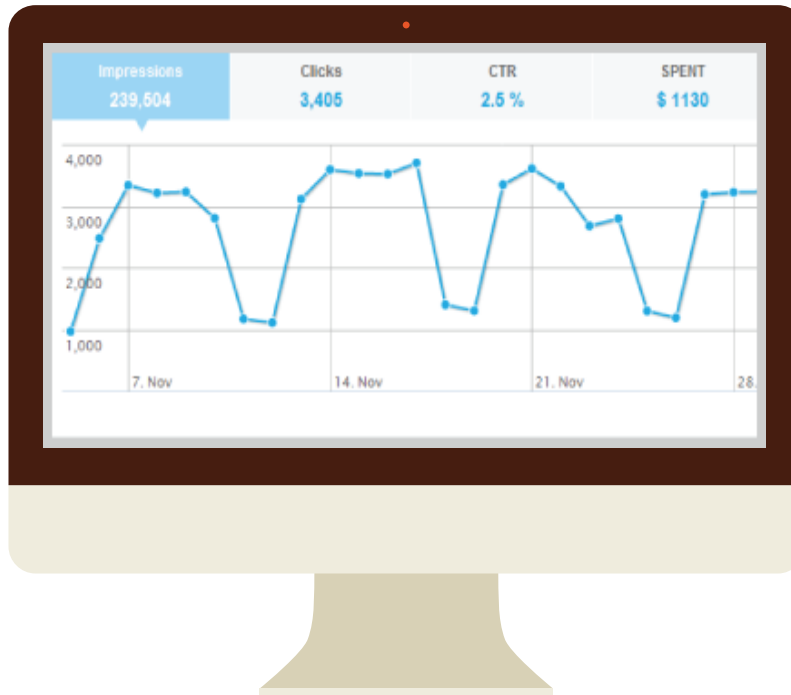 Impressions
239,504
Clicks
3,405
CTR
2.5 %
SPENT
$ 1130
4,000
3,000
2,000
1,000
7. Nov
14. Nov
21. Nov
28.